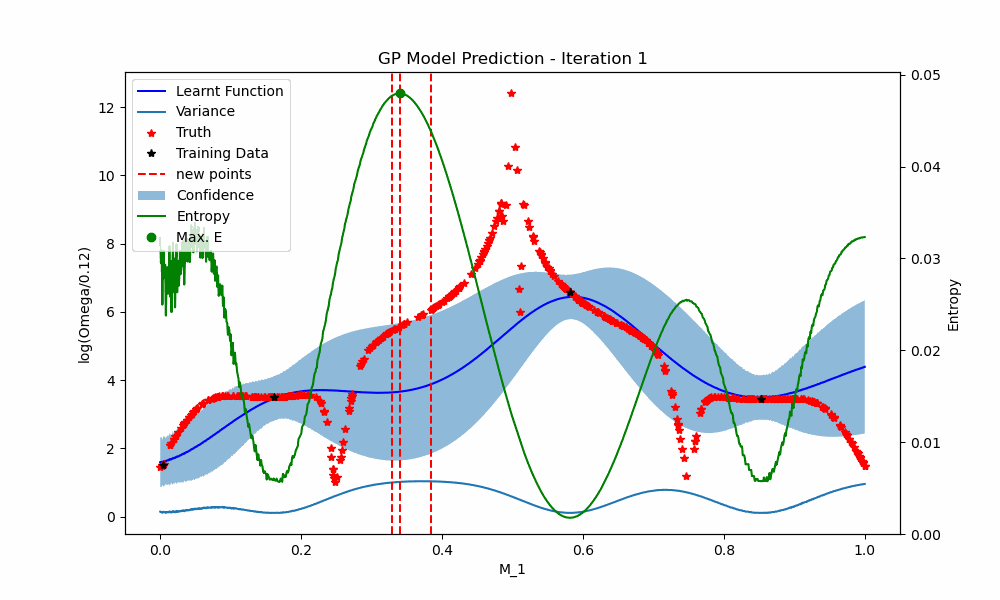 GP Model Prediction - Iteration 1
Learnt Function
Variance
Truth
Training Data
new points
Confidence
Entropy
Max. E
log(Omega/0.12)
12
10
8
6
4
2
0
0.05
0.04
0.03
0.02
0.01
0.00
Entropy
0.0 0.2 0.4 0.6 0.8 1.0
M_1